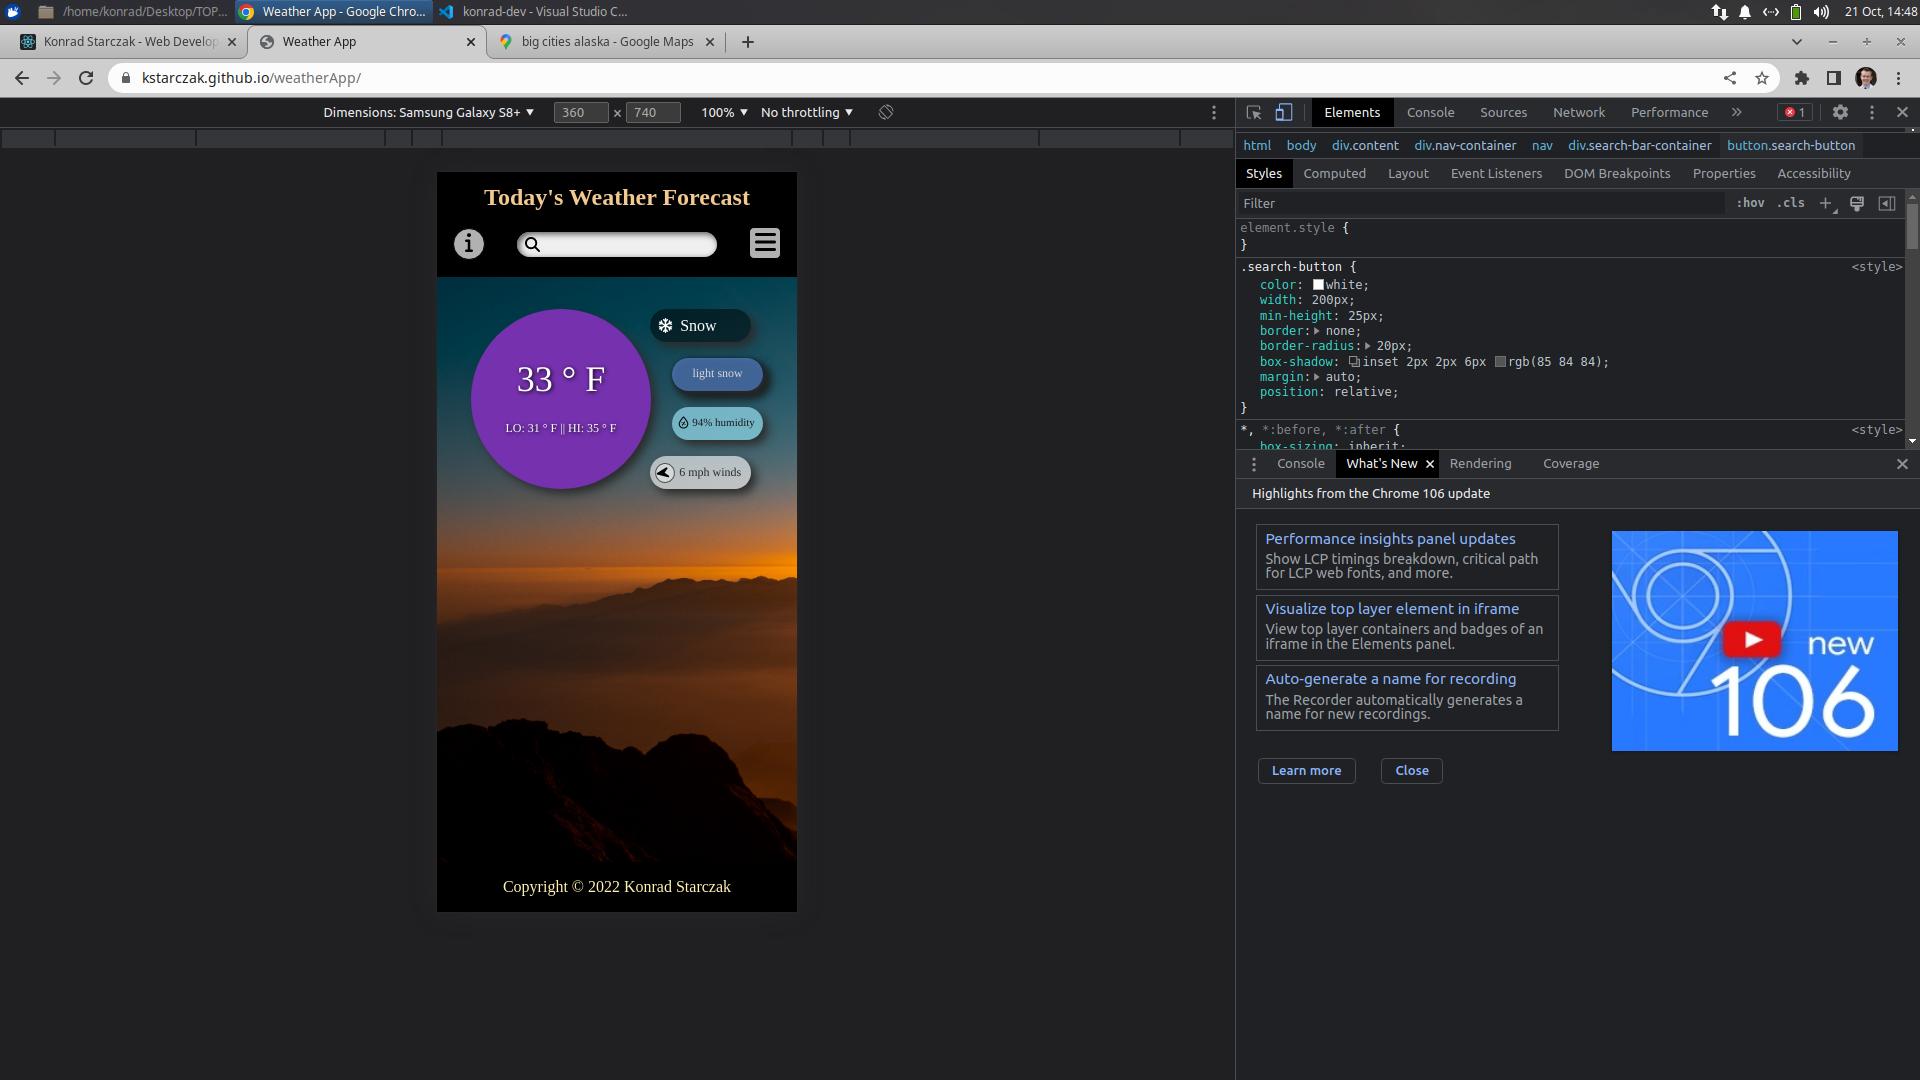 /home/konrad/Desktop/TOP...
Weather App - Google Chro...
konrad-dev - Visual Studio C...
21 Oct, 14:48
Konrad Starczak - Web Develop
Weather App
big cities alaska - Google Maps
kstarczak.github.io/weatherApp/
Dimensions: Samsung Galaxy S8+
360 × 740
100%
No throttling
Elements
Console
Sources
Network
Performance
»
1
html body div.content div.nav-container nav div.search-bar-container button.search-button
Styles
Computed
Layout
Event Listeners
DOM Breakpoints
Properties
Accessibility
Filter
:hov .cls +
element.style {
}
.search-button { <style>
color: white;
width: 200px;
min-height: 25px;
border: none;
border-radius: 20px;
box-shadow: inset 2px 2px 6px rgb(85 84 84);
margin: auto;
position: relative;
}
*, *:before, *:after { <style>
box-sizing: inherit;
Console
What's New
Rendering
Coverage
Highlights from the Chrome 106 update
Performance insights panel updates
Show LCP timings breakdown, critical path
for LCP web fonts, and more.
Visualize top layer element in iframe
View top layer containers and badges of an
iframe in the Elements panel.
Auto-generate a name for recording
The Recorder automatically generates a
name for new recordings.
Learn more
Close
new
106
Today's Weather Forecast
Snow
33 ° F
light snow
LO: 31 ° F || HI: 35 ° F
94% humidity
6 mph winds
Copyright © 2022 Konrad Starczak